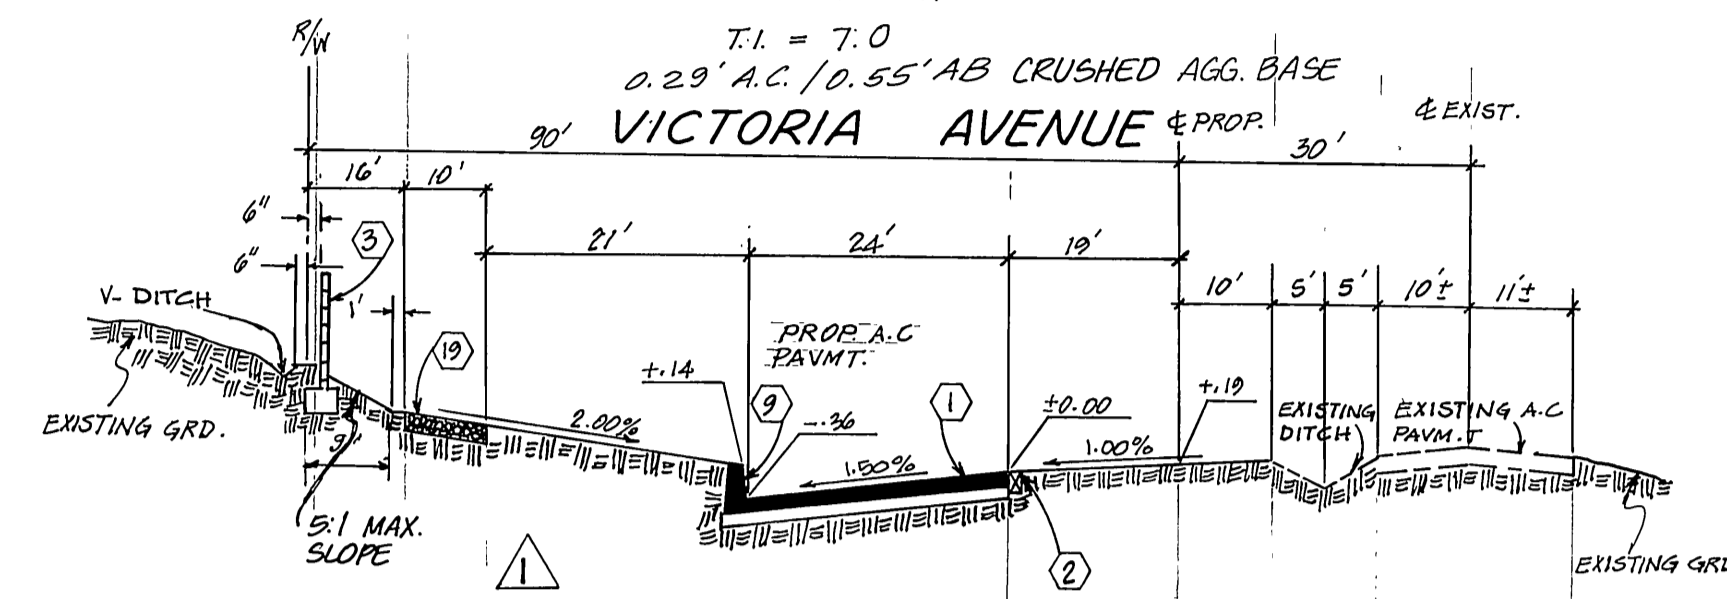 R/W
T.I. = 7.0
0.29' A.C. / 0.55' AB CRUSHED AGG. BASE
VICTORIA AVENUE
℄ PROP.
℄ EXIST.
90'
30'
16'
10'
6"
3
21'
24'
19'
6"
10'
5'
5'
10'±
11'±
V- DITCH
1'
PROP. A.C
PAVMT.
19
+.14
9
-.36
1
±0.00
+.19
EXISTING
DITCH
EXISTING A.C
PAVM.T
EXISTING GRD.
2.00%
1.50%
1.00%
9'
5:1 MAX.
SLOPE
1
2
EXISTING GRD